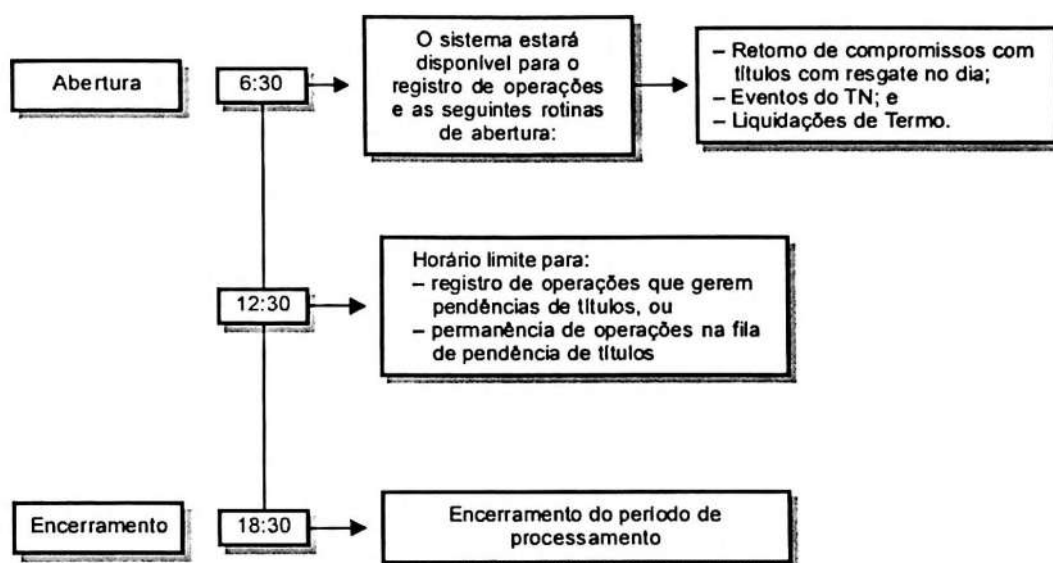 Abertura
6:30
O sistema estará
disponível para o
registro de operações
e as seguintes rotinas
de abertura:
– Retorno de compromissos com
títulos com resgate no dia;
– Eventos do TN; e
– Liquidações de Termo.
12:30
Horário limite para:
– registro de operações que gerem
pendências de títulos, ou
– permanência de operações na fila
de pendência de títulos
Encerramento
18:30
Encerramento do período de
processamento